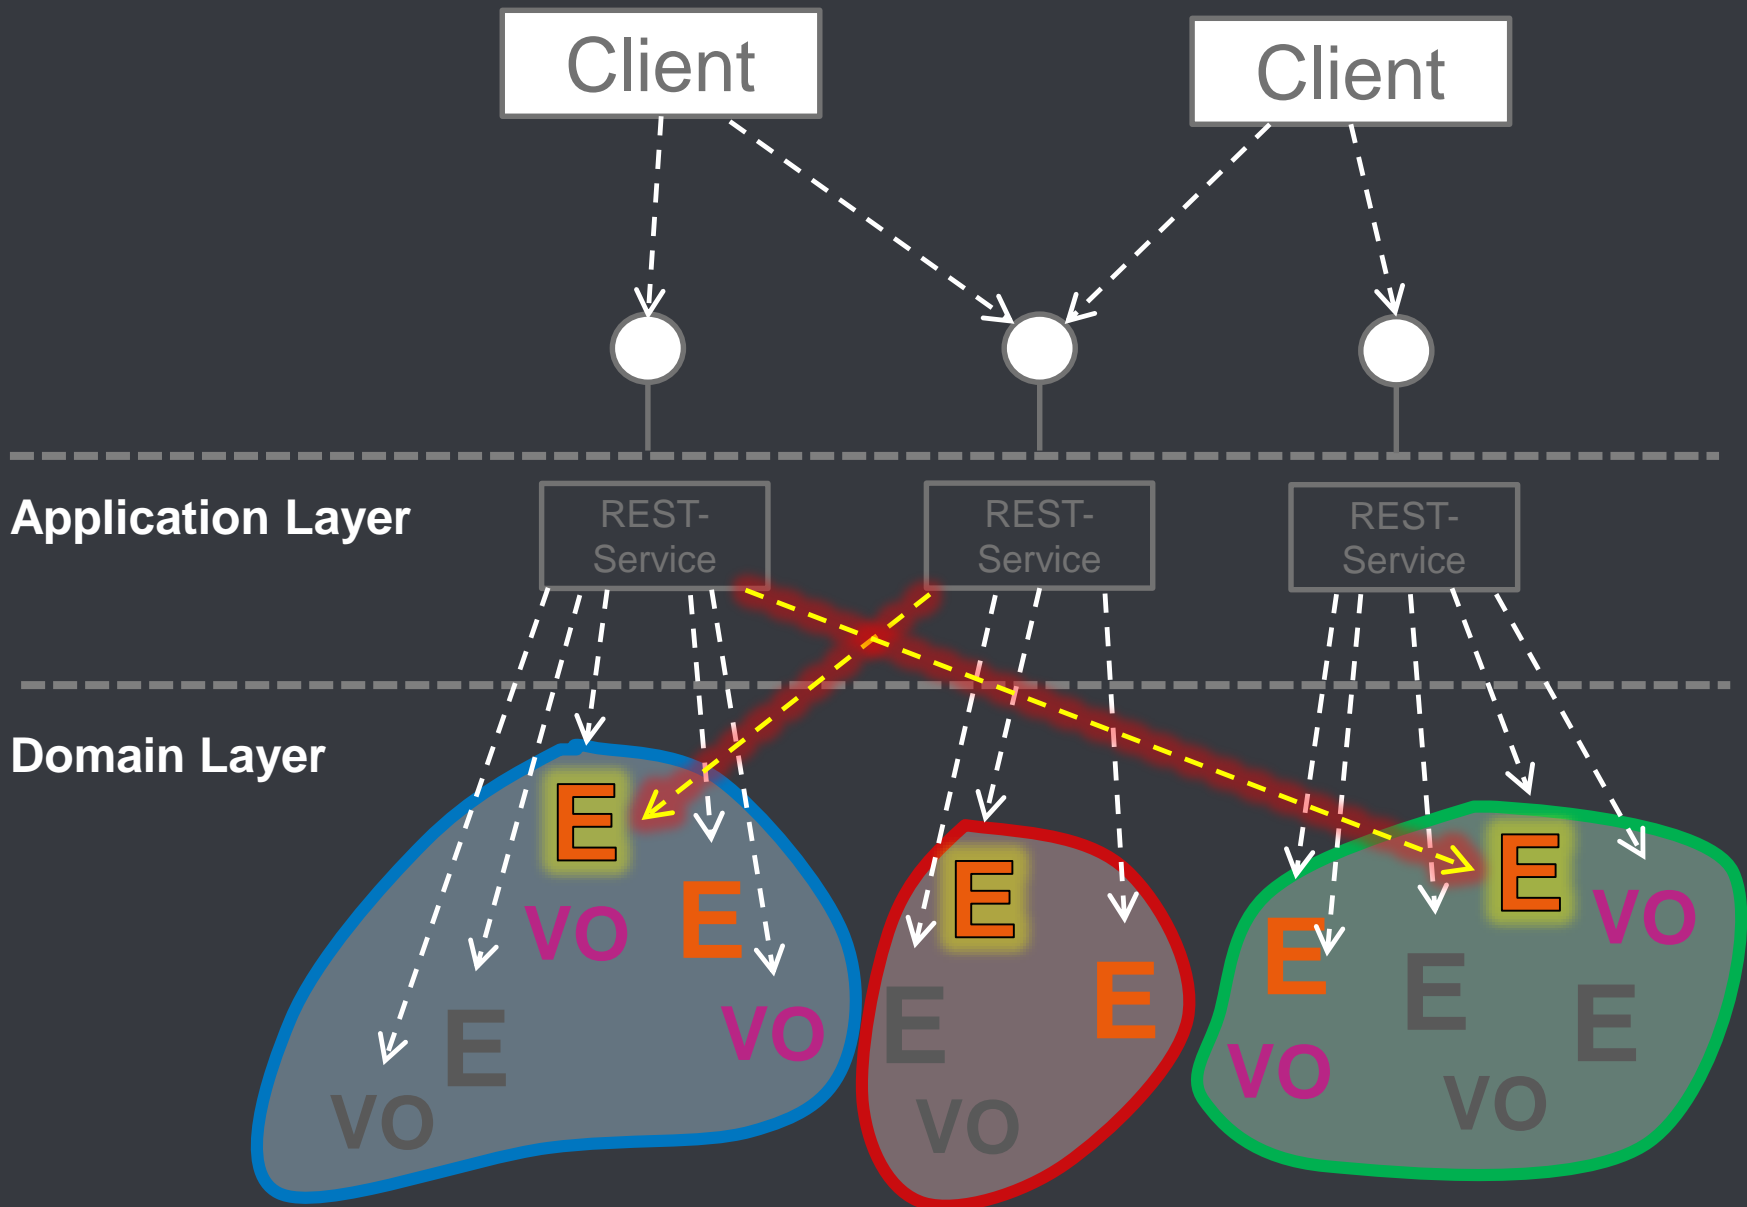 Client
Client
Application Layer
REST-
Service
REST-
Service
REST-
Service
Domain Layer
E
VO
E
E
VO
VO
E
E
E
VO
E
VO
E
E
E
VO
VO